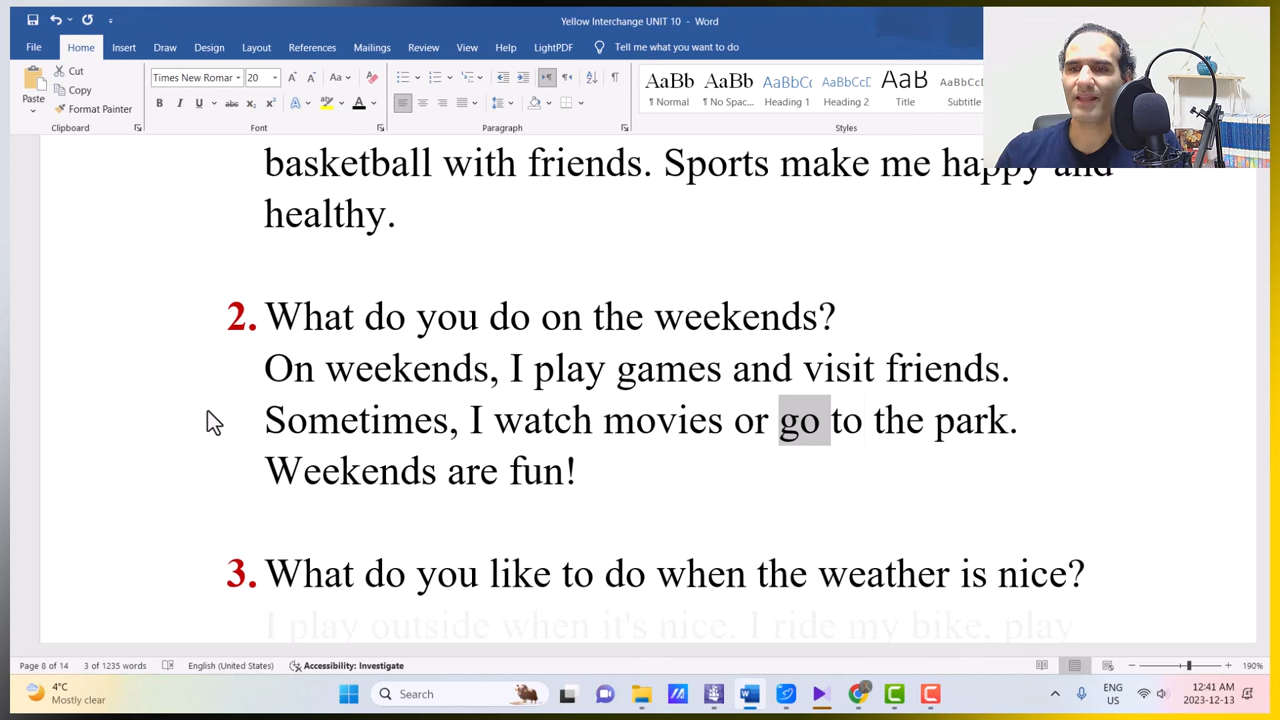 Yellow Interchange UNIT 10 - Word
File Home Insert Draw Design Layout References Mailings Review View Help LightPDF Tell me what you want to do
Cut
Copy
Format Painter
Paste
Times New Romar 20
AaBb AaBb AaBbCc AaBbCcD AaB AaBbCc
¶ Normal ¶ No Spac... Heading 1 Heading 2 Title Subtitle
Clipboard Font Paragraph Styles
basketball with friends. Sports make me happy and
healthy.
2. What do you do on the weekends?
On weekends, I play games and visit friends.
Sometimes, I watch movies or go to the park.
Weekends are fun!
3. What do you like to do when the weather is nice?
I play outside when it's nice. I ride my bike, play
Page 8 of 14 3 of 1235 words English (United States) Accessibility: Investigate 190%
4°C
Mostly clear
Search
ENG
US
12:41 AM
2023-12-13